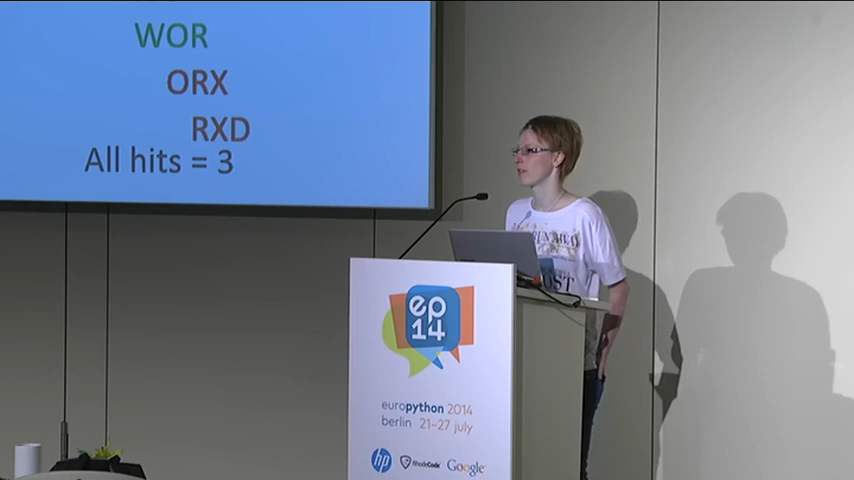 WOR
ORX
RXD
All hits = 3
ep
14
europython 2014
berlin 21–27 july
hp
RhodeCode
Google